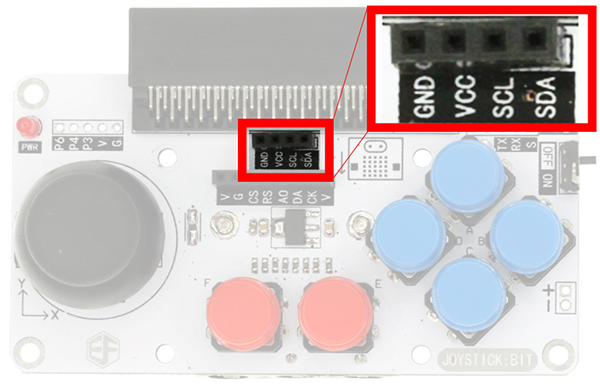 GND VCC SCL SDA
PWR
P6 P4 P3 V G
GND VCC SCL SDA
V G CS RS AO DA CK V
TX RX S
OFF ON
A
D B
C
F
E
Y
X
+ -
JOYSTICK:BIT